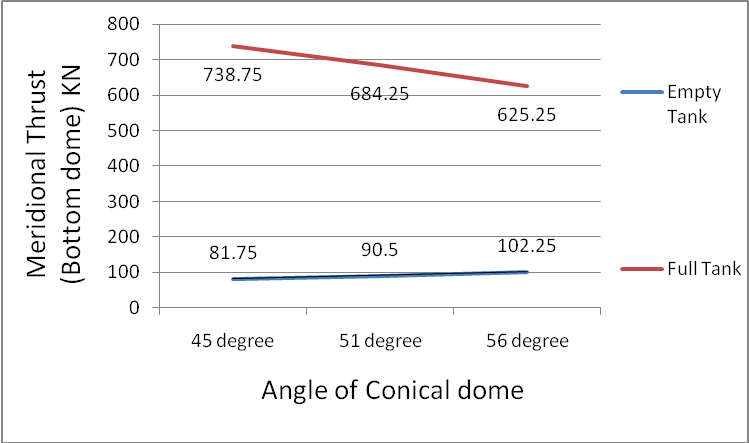 Meridional Thrust
(Bottom dome) KN
800
700
600
500
400
300
200
100
0
738.75
684.25
625.25
81.75
90.5
102.25
45 degree
51 degree
56 degree
Angle of Conical dome
Empty
Tank
Full Tank